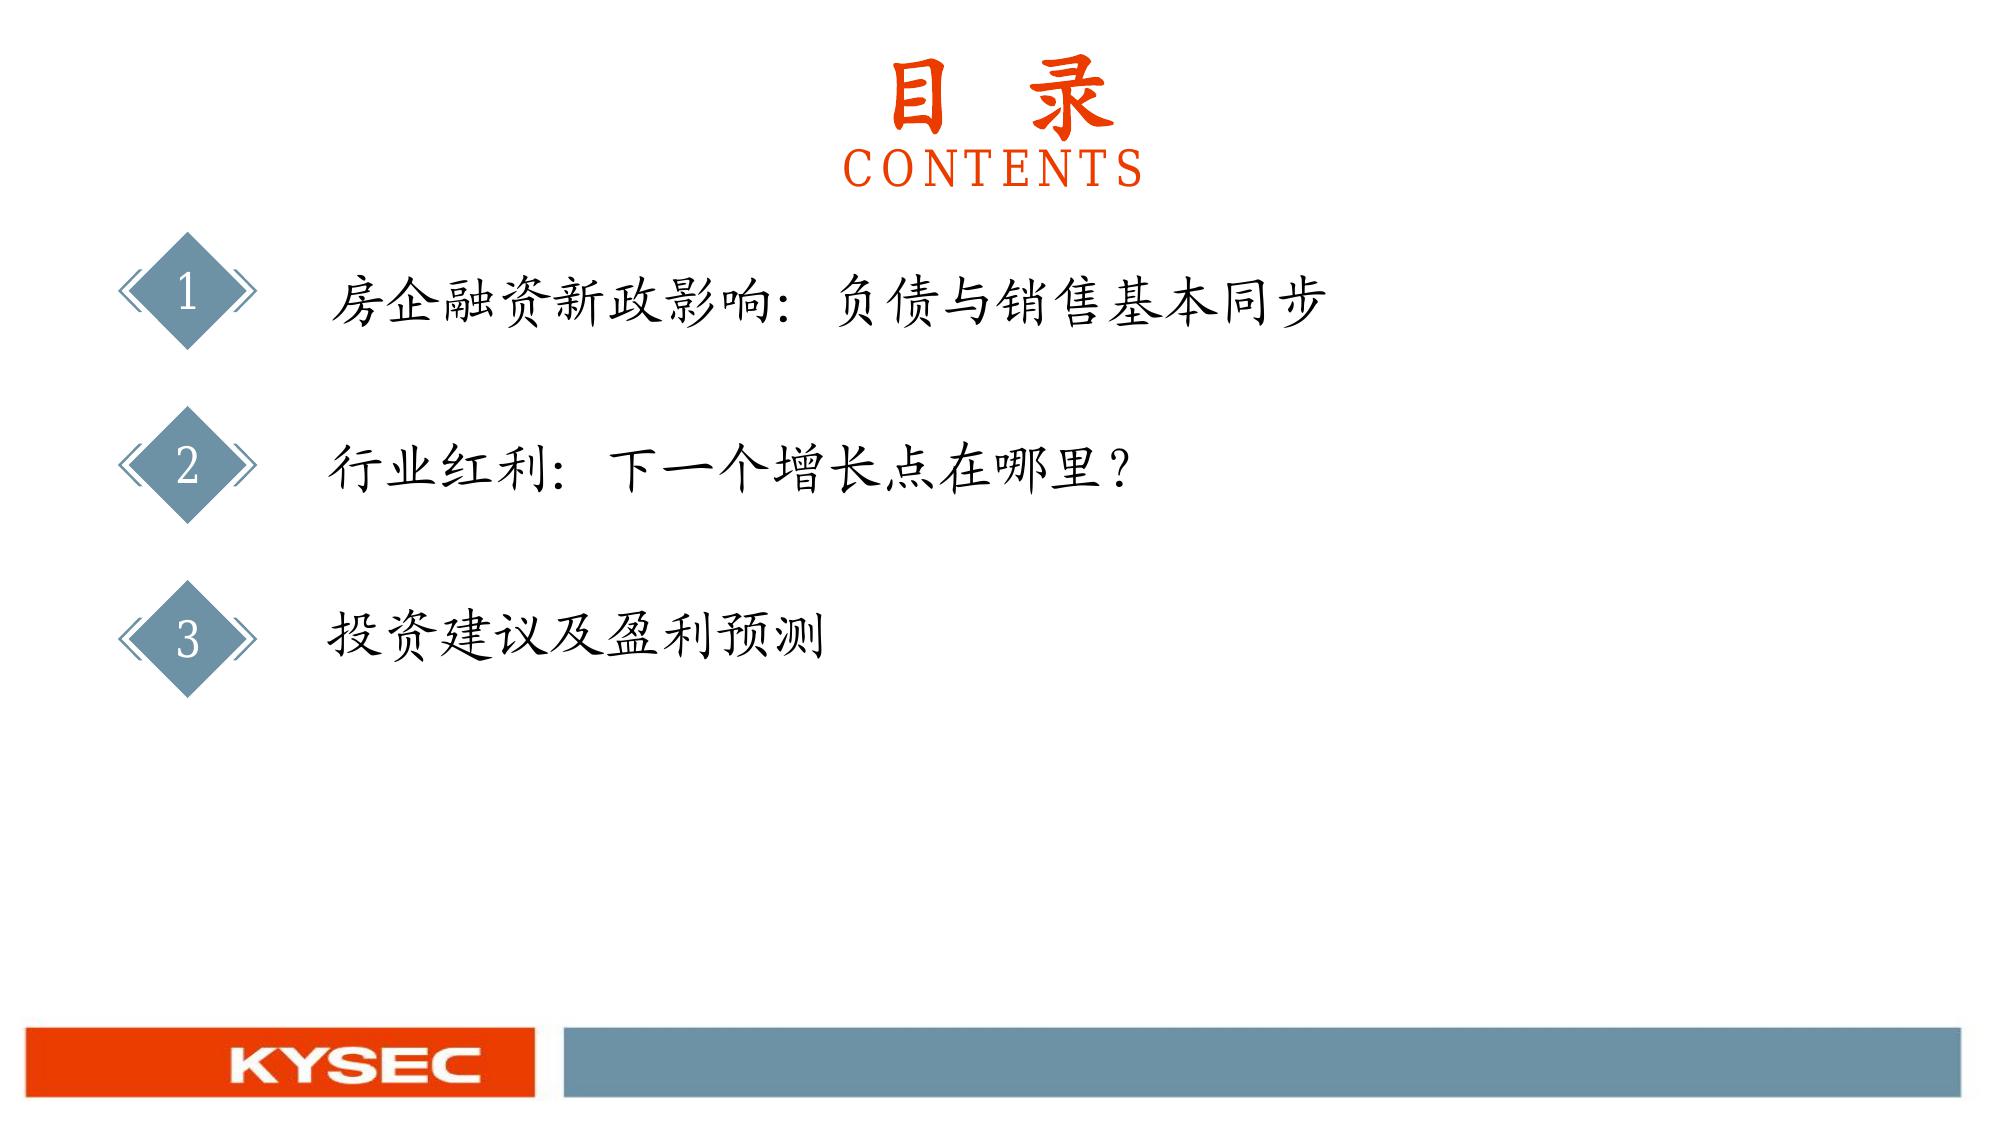 目 录
CONTENTS
1 房企融资新政影响：负债与销售基本同步
2 行业红利：下一个增长点在哪里？
3 投资建议及盈利预测
KYSEC